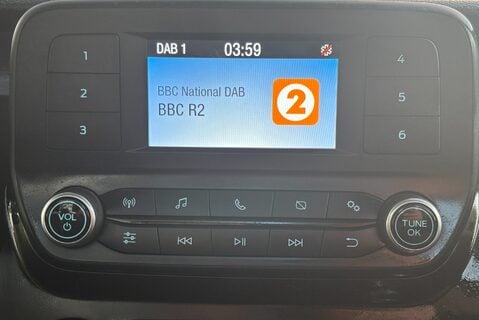 DAB 1 03:59
BBC National DAB
BBC R2
2
1
2
3
4
5
6
VOL
TUNE
OK